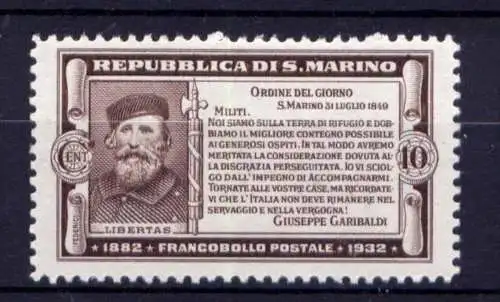 REPUBBLICA DI S. MARINO
ORDINE DEL GIORNO
S. MARINO 31 LUGLIO 1849
MILITI.
NOI SIAMO SULLA TERRA DI RIFUGIO E DOB-
BIAMO IL MIGLIORE CONTEGNO POSSIBILE
AI GENEROSI OSPITI. IN TAL MODO AVREMO
MERITATA LA CONSIDERAZIONE DOVUTA AL-
LA DISGRAZIA PERSEGUITATA. IO VI SCIOL-
GO DALL'IMPEGNO DI ACCOMPAGNARMI.
TORNATE ALLE VOSTRE CASE, MA RICORDATE-
VI CHE L'ITALIA NON DEVE RIMANERE NEL
SERVAGGIO E NELLA VERGOGNA!
GIUSEPPE GARIBALDI
CENT
10
LIBERTAS
FEDERICI
1882 FRANCOBOLLO POSTALE 1932